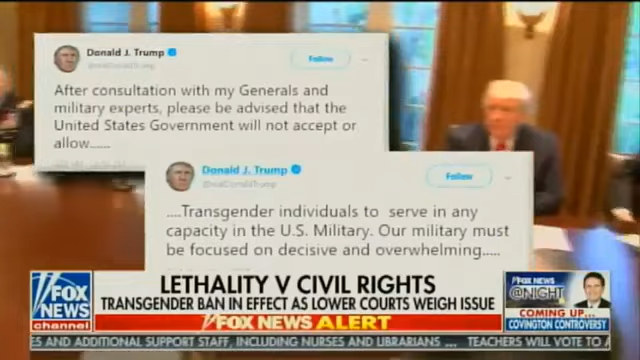 Donald J. Trump
@realDonaldTrump
Follow
After consultation with my Generals and
military experts, please be advised that the
United States Government will not accept or
allow......
Donald J. Trump
@realDonaldTrump
Follow
....Transgender individuals to serve in any
capacity in the U.S. Military. Our military must
be focused on decisive and overwhelming.....
LETHALITY V CIVIL RIGHTS
TRANSGENDER BAN IN EFFECT AS LOWER COURTS WEIGH ISSUE
FOX NEWS ALERT
FOX
NEWS
channel
FOX NEWS
@NIGHT
COMING UP...
COVINGTON CONTROVERSY
ES AND ADDITIONAL SUPPORT STAFF, INCLUDING NURSES AND LIBRARIANS ... TEACHERS WILL VOTE TO